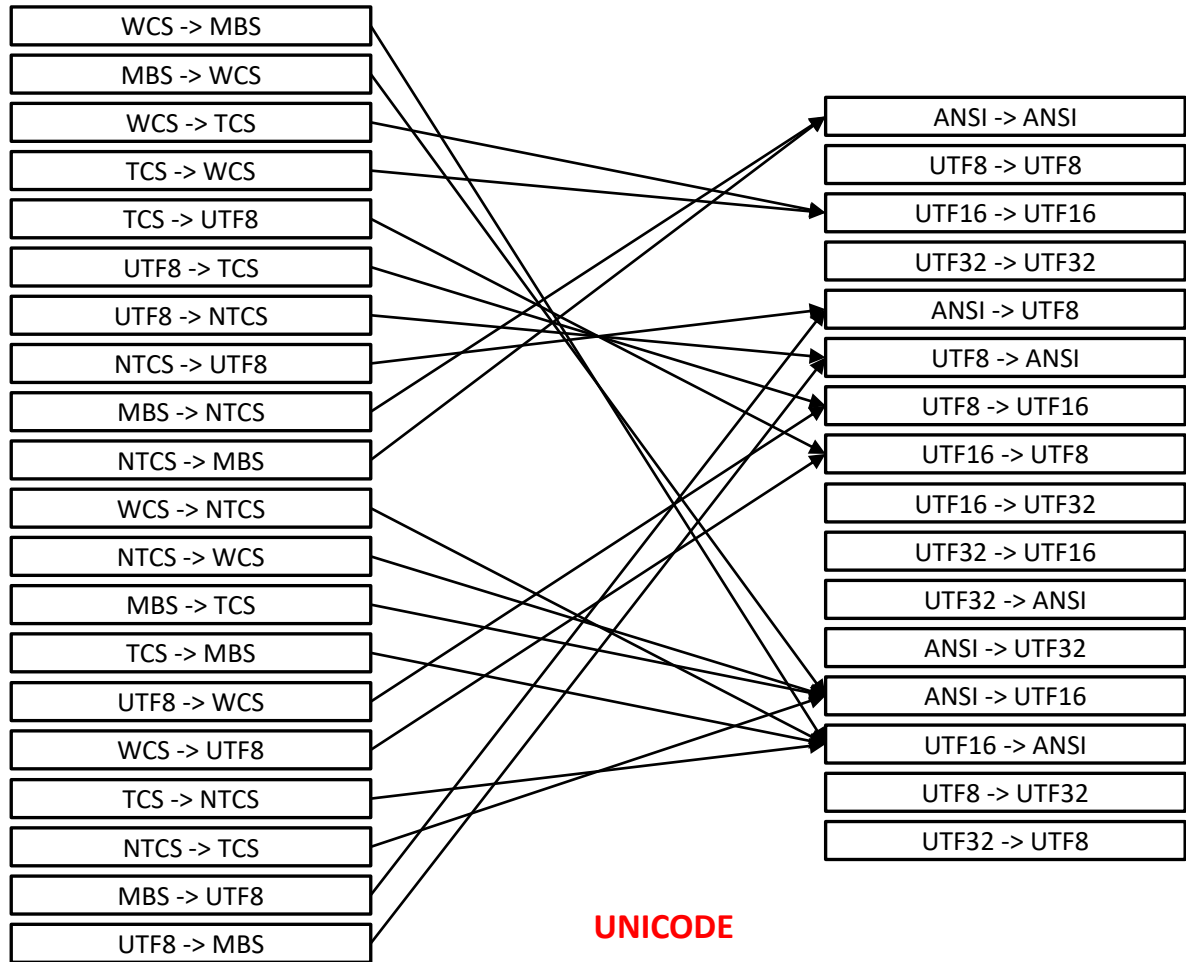 WCS -> MBS
MBS -> WCS
WCS -> TCS
TCS -> WCS
TCS -> UTF8
UTF8 -> TCS
UTF8 -> NTCS
NTCS -> UTF8
MBS -> NTCS
NTCS -> MBS
WCS -> NTCS
NTCS -> WCS
MBS -> TCS
TCS -> MBS
UTF8 -> WCS
WCS -> UTF8
TCS -> NTCS
NTCS -> TCS
MBS -> UTF8
UTF8 -> MBS
ANSI -> ANSI
UTF8 -> UTF8
UTF16 -> UTF16
UTF32 -> UTF32
ANSI -> UTF8
UTF8 -> ANSI
UTF8 -> UTF16
UTF16 -> UTF8
UTF16 -> UTF32
UTF32 -> UTF16
UTF32 -> ANSI
ANSI -> UTF32
ANSI -> UTF16
UTF16 -> ANSI
UTF8 -> UTF32
UTF32 -> UTF8
UNICODE